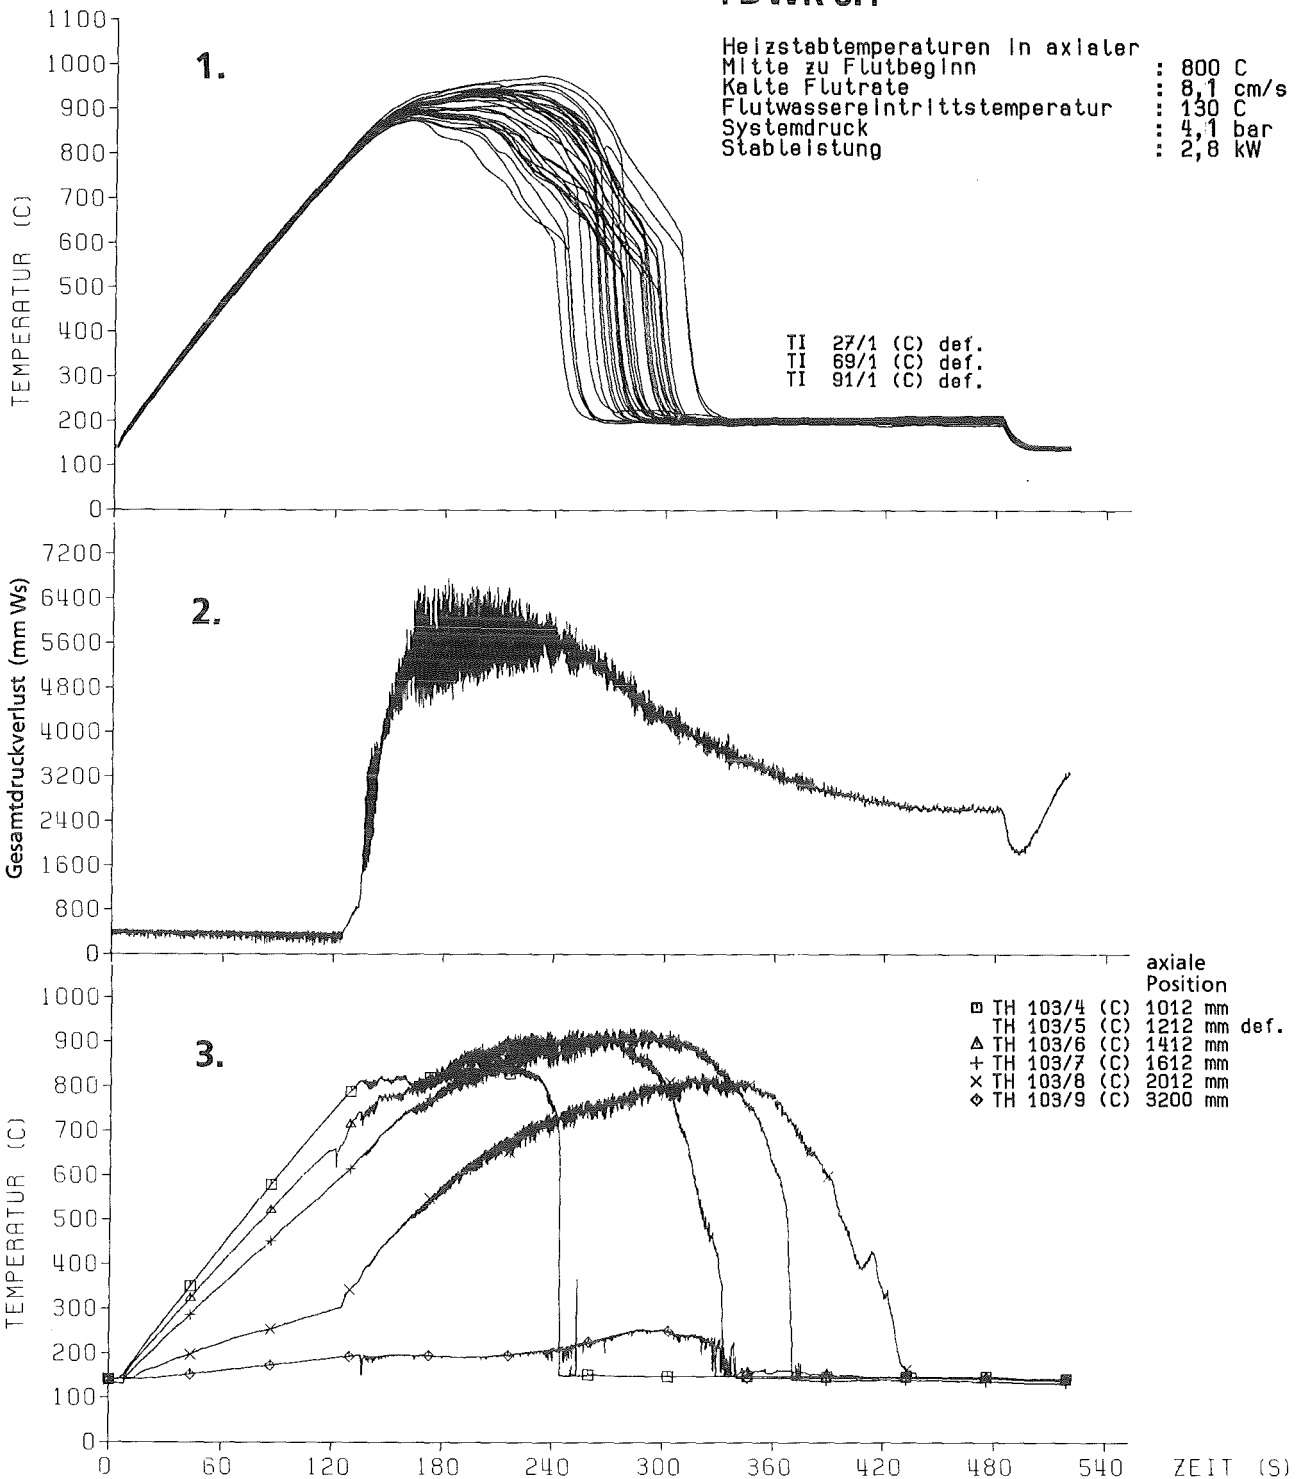 1.
Heizstabtemperaturen in axialer
Mitte zu Flutbeginn : 800 C
Kalte Flutrate : 8,1 cm/s
Flutwassereintrittstemperatur : 130 C
Systemdruck : 4,1 bar
Stableistung : 2,8 kW
TEMPERATUR (C)
1100
1000
900
800
700
600
500
400
300
200
100
0
TI 27/1 (C) def.
TI 69/1 (C) def.
TI 91/1 (C) def.
2.
Gesamtdruckverlust (mm Ws)
7200
6400
5600
4800
4000
3200
2400
1600
800
0
3.
axiale
Position
TH 103/4 (C) 1012 mm
TH 103/5 (C) 1212 mm def.
TH 103/6 (C) 1412 mm
TH 103/7 (C) 1612 mm
TH 103/8 (C) 2012 mm
TH 103/9 (C) 3200 mm
TEMPERATUR (C)
1000
900
800
700
600
500
400
300
200
100
0
0 60 120 180 240 300 360 420 480 540 ZEIT (S)